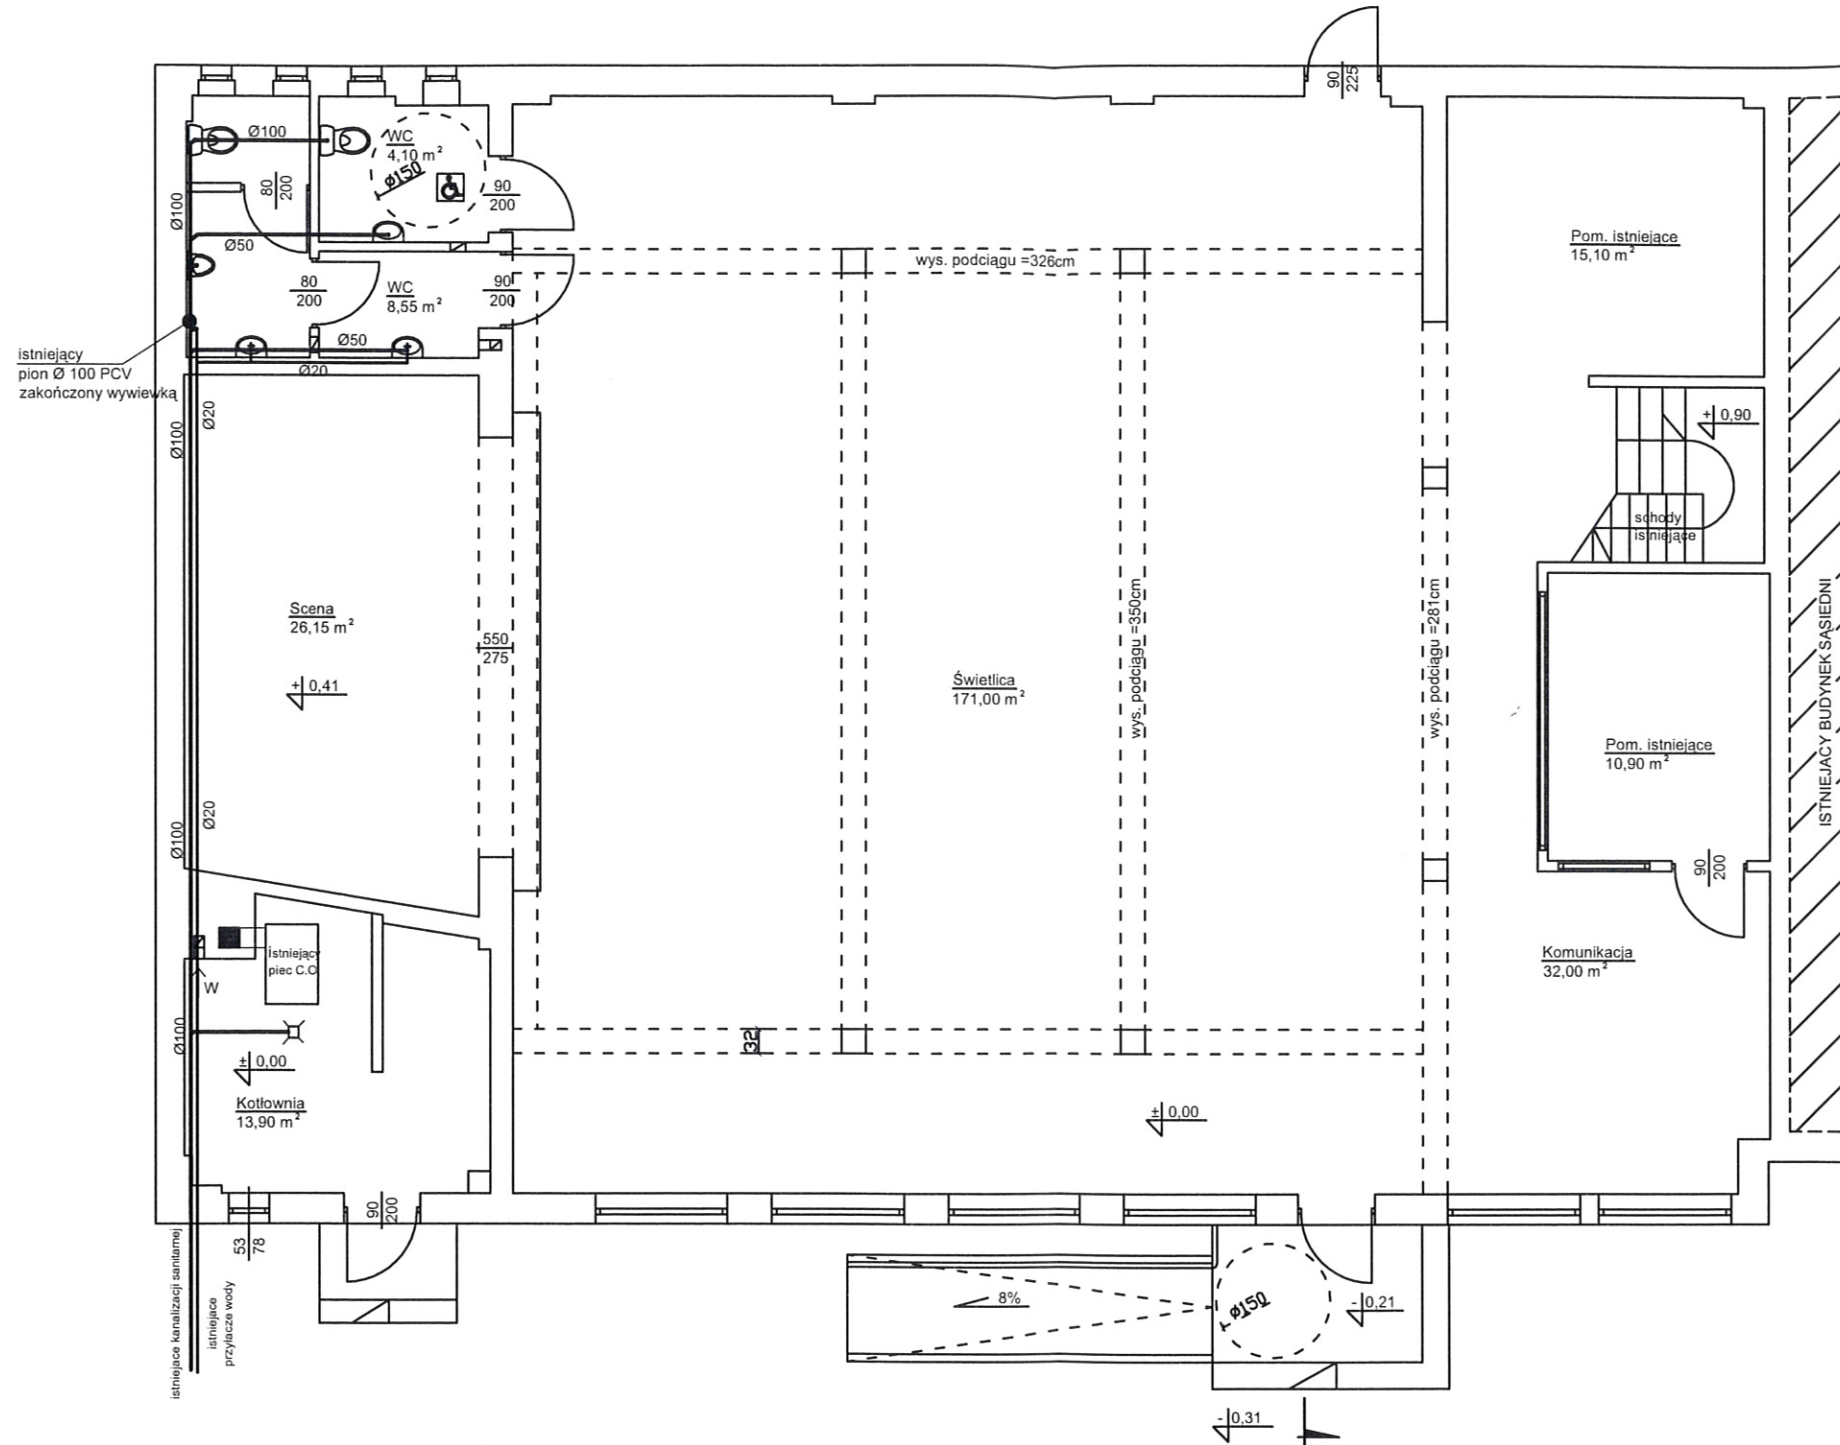 90
225
Ø100
WC
4,10 m²
Ø150
80
200
90
200
Ø100
Ø50
Pom. istniejące
15,10 m²
wys. podciągu =326cm
80
200
WC
8,55 m²
90
200
istniejący
pion Ø 100 PCV
zakończony wywiewką
Ø50
Ø20
Ø20
Ø100
+ 0,90
schody
istniejące
Scena
26,15 m²
+ 0,41
550
275
Świetlica
171,00 m²
wys. podciągu =350cm
wys. podciągu =281cm
ISTNIEJACY BUDYNEK SĄSIEDNI
Pom. istniejące
10,90 m²
Ø20
Ø100
90
200
Istniejący
piec C.O
W
Komunikacja
32,00 m²
Ø100
± 0,00
32
Kotłownia
13,90 m²
± 0,00
90
200
53
78
istniejace kanalizacji sanitarnej
istniejace
przyłacze wody
8%
Ø150
- 0,21
- 0,31